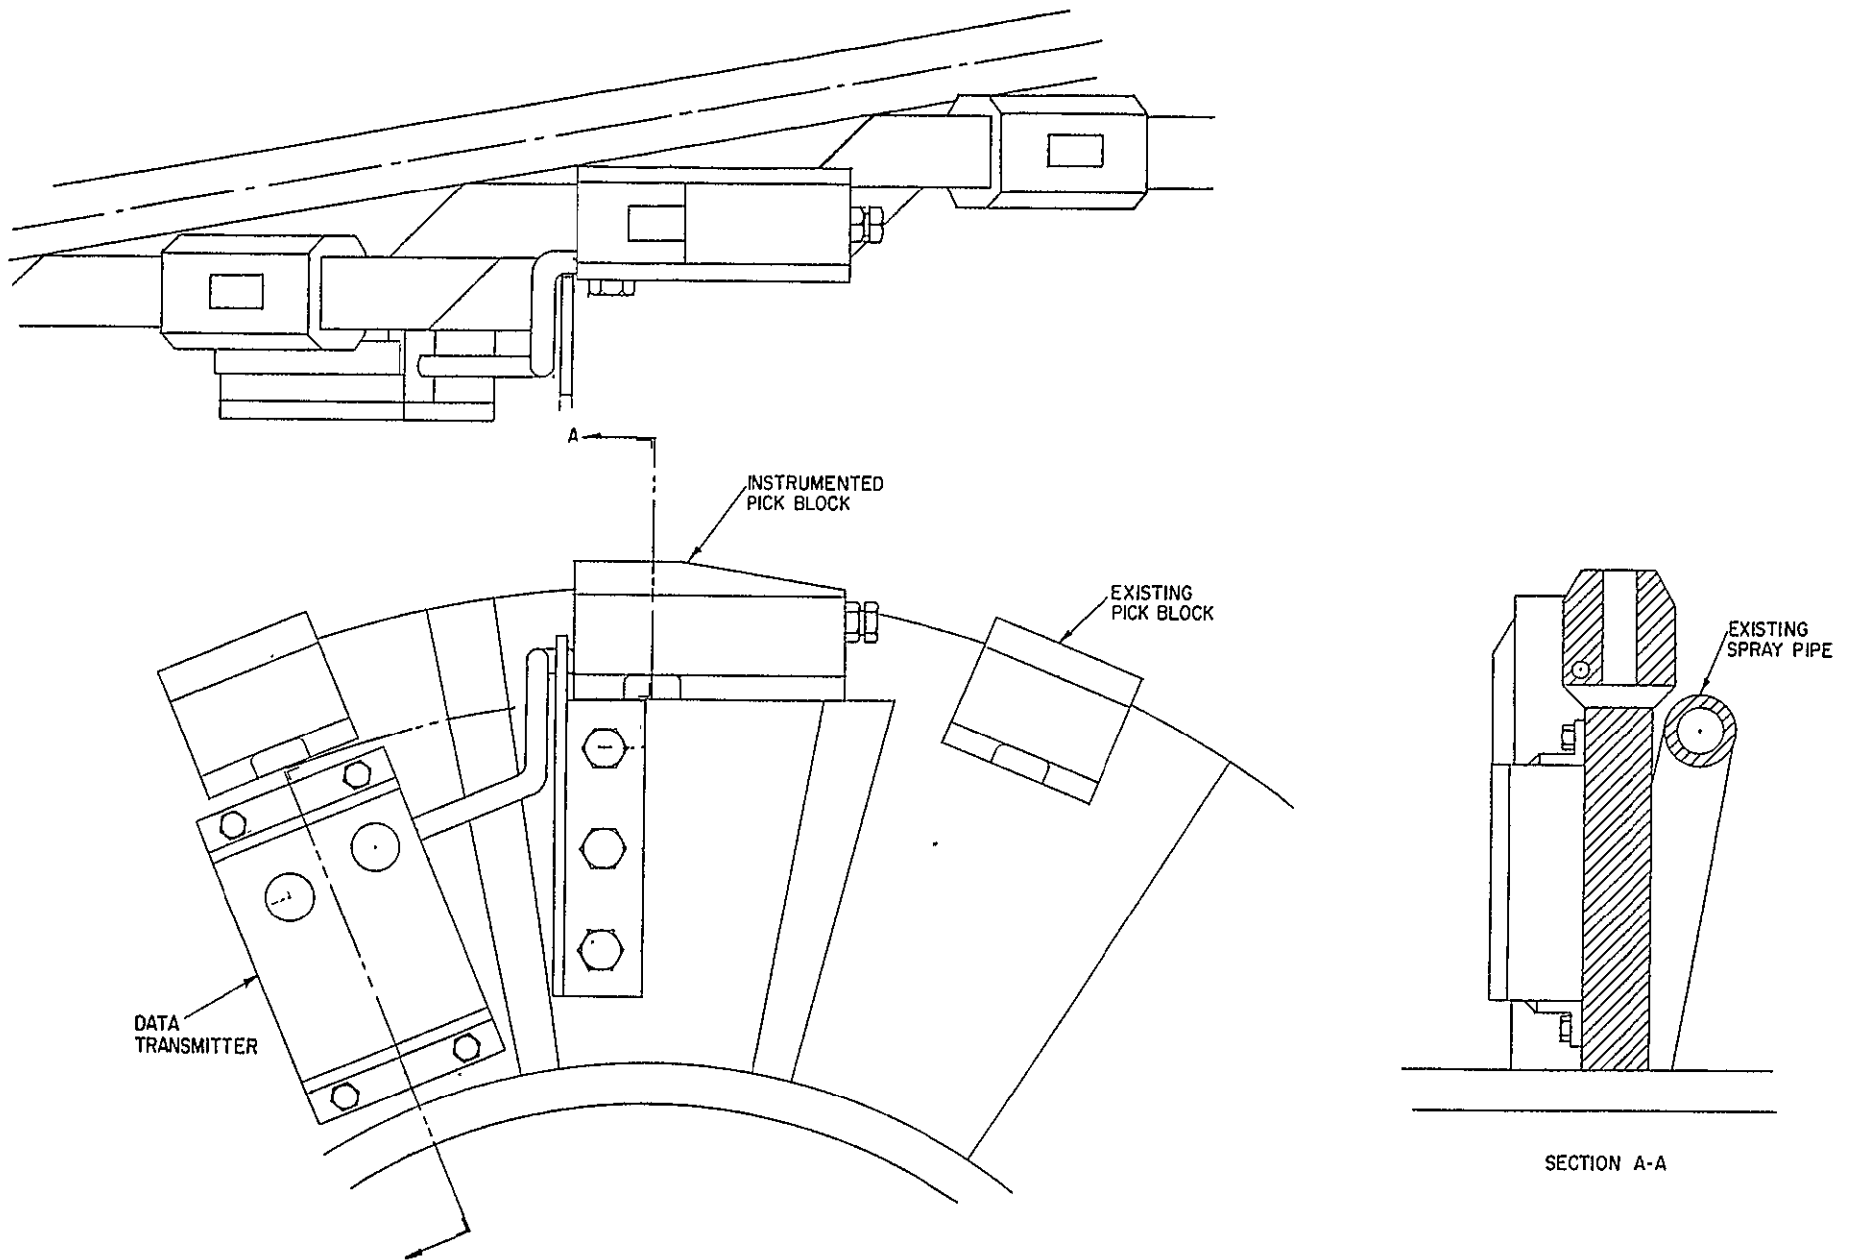 A
INSTRUMENTED
PICK BLOCK
EXISTING
PICK BLOCK
EXISTING
SPRAY PIPE
DATA
TRANSMITTER
SECTION A-A